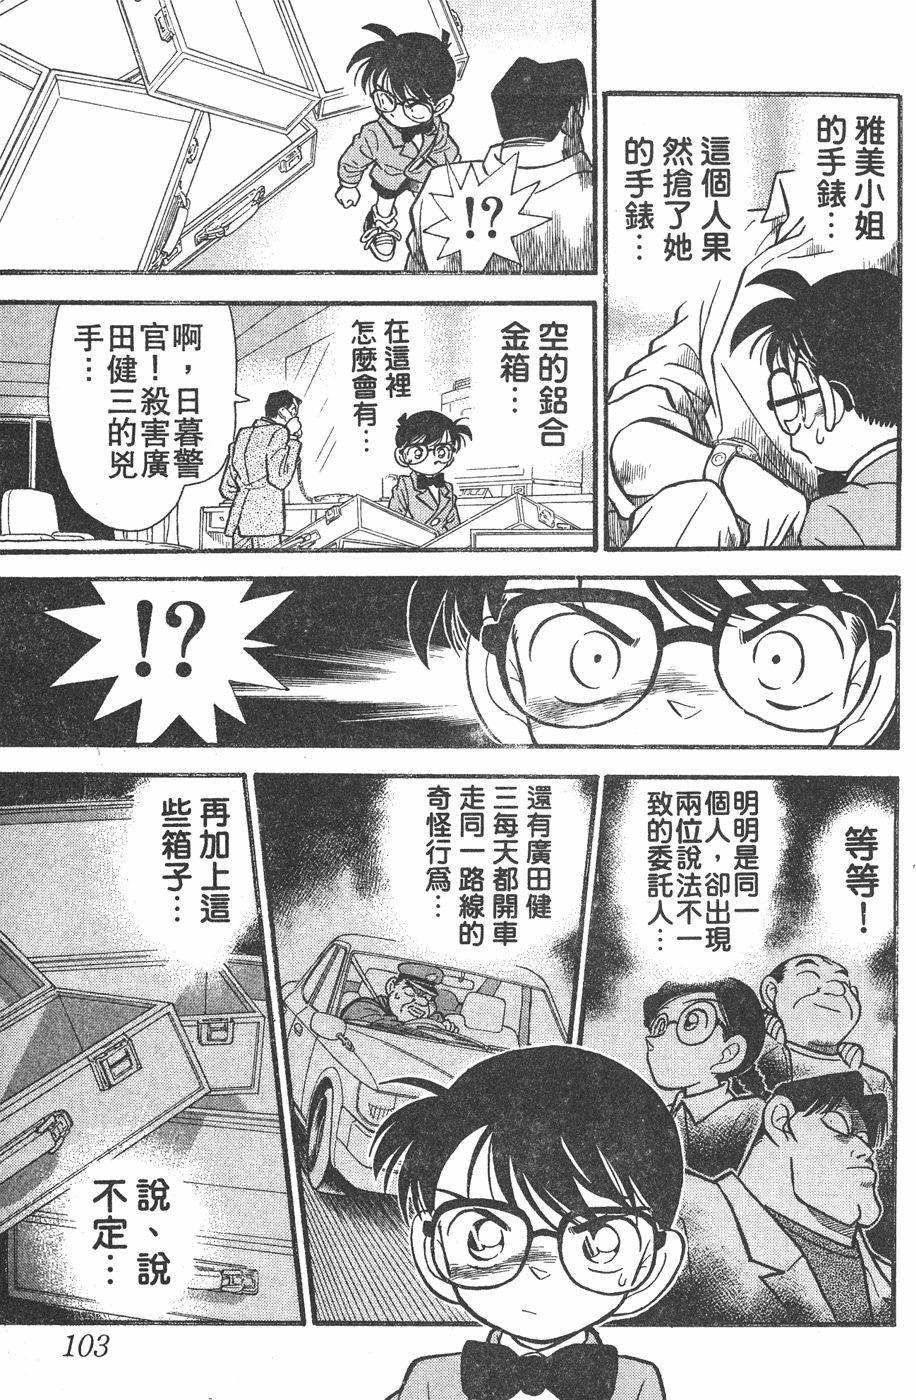 雅美小姐
的手錶…
這個人果
然搶了她
的手錶…
!?
空的鋁合
金箱…
在這裡
怎麼會有…
啊，日暮警
官！殺害廣
田健三的兇
手…
!?
等等！
明明是同一
個人，卻出現
兩位說法不一
致的委託人…
還有廣田健
三每天都開車
走同一路線的
奇怪行為…
再加上這
些箱子…
說、說
不定…
103